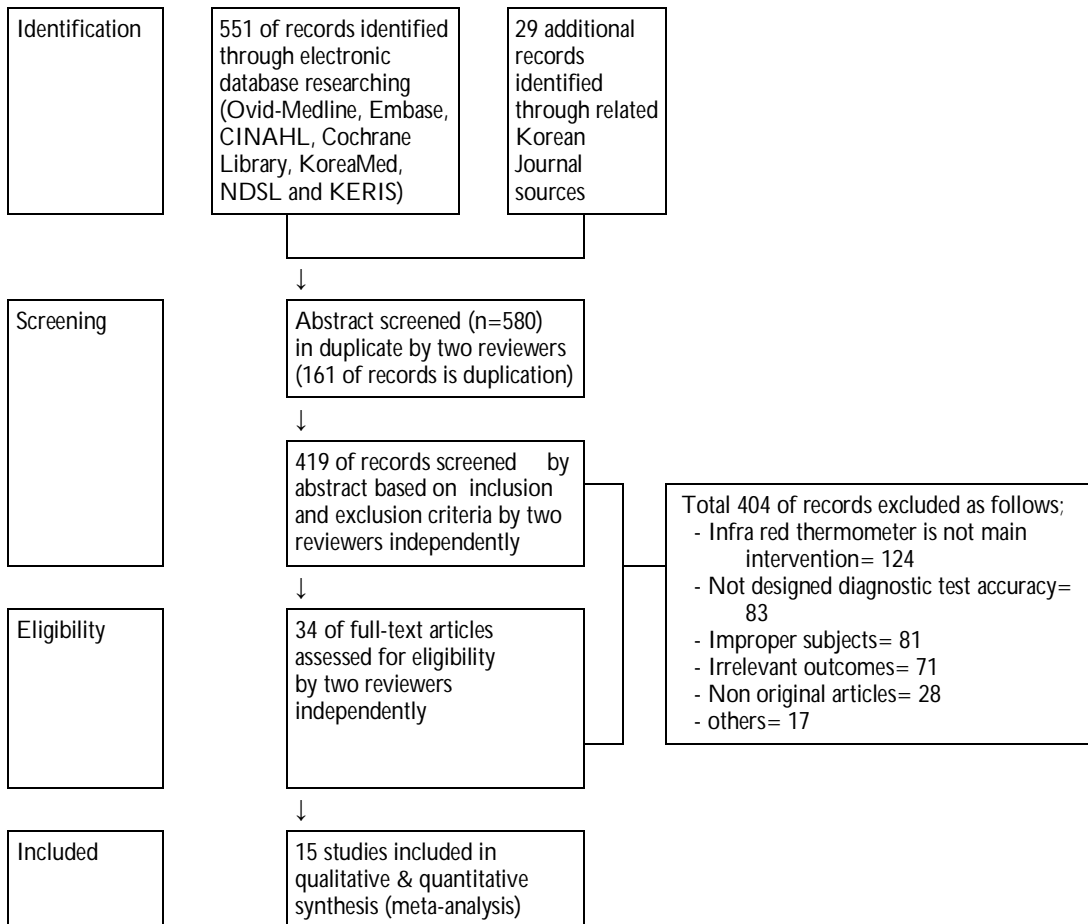 Identification
551 of records identified
through electronic
database researching
(Ovid-Medline, Embase,
CINAHL, Cochrane
Library, KoreaMed,
NDSL and KERIS)
29 additional
records
identified
through related
Korean
Journal
sources
↓
Screening
Abstract screened (n=580)
in duplicate by two reviewers
(161 of records is duplication)
↓
419 of records screened by
abstract based on inclusion
and exclusion criteria by two
reviewers independently
Total 404 of records excluded as follows;
- Infra red thermometer is not main
intervention= 124
- Not designed diagnostic test accuracy=
83
- Improper subjects= 81
- Irrelevant outcomes= 71
- Non original articles= 28
- others= 17
↓
Eligibility
34 of full-text articles
assessed for eligibility
by two reviewers
independently
↓
Included
15 studies included in
qualitative & quantitative
synthesis (meta-analysis)